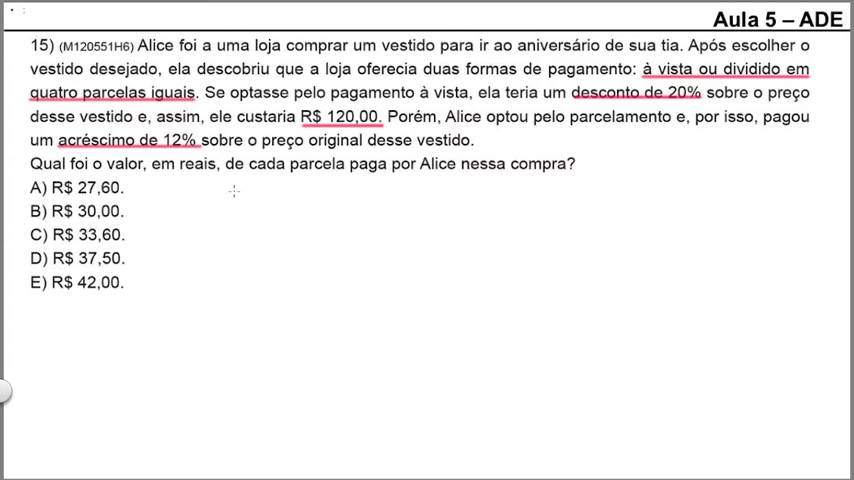 Aula 5 – ADE
15) (M120551H6) Alice foi a uma loja comprar um vestido para ir ao aniversário de sua tia. Após escolher o
vestido desejado, ela descobriu que a loja oferecia duas formas de pagamento: à vista ou dividido em
quatro parcelas iguais. Se optasse pelo pagamento à vista, ela teria um desconto de 20% sobre o preço
desse vestido e, assim, ele custaria R$ 120,00. Porém, Alice optou pelo parcelamento e, por isso, pagou
um acréscimo de 12% sobre o preço original desse vestido.
Qual foi o valor, em reais, de cada parcela paga por Alice nessa compra?
A) R$ 27,60.
B) R$ 30,00.
C) R$ 33,60.
D) R$ 37,50.
E) R$ 42,00.